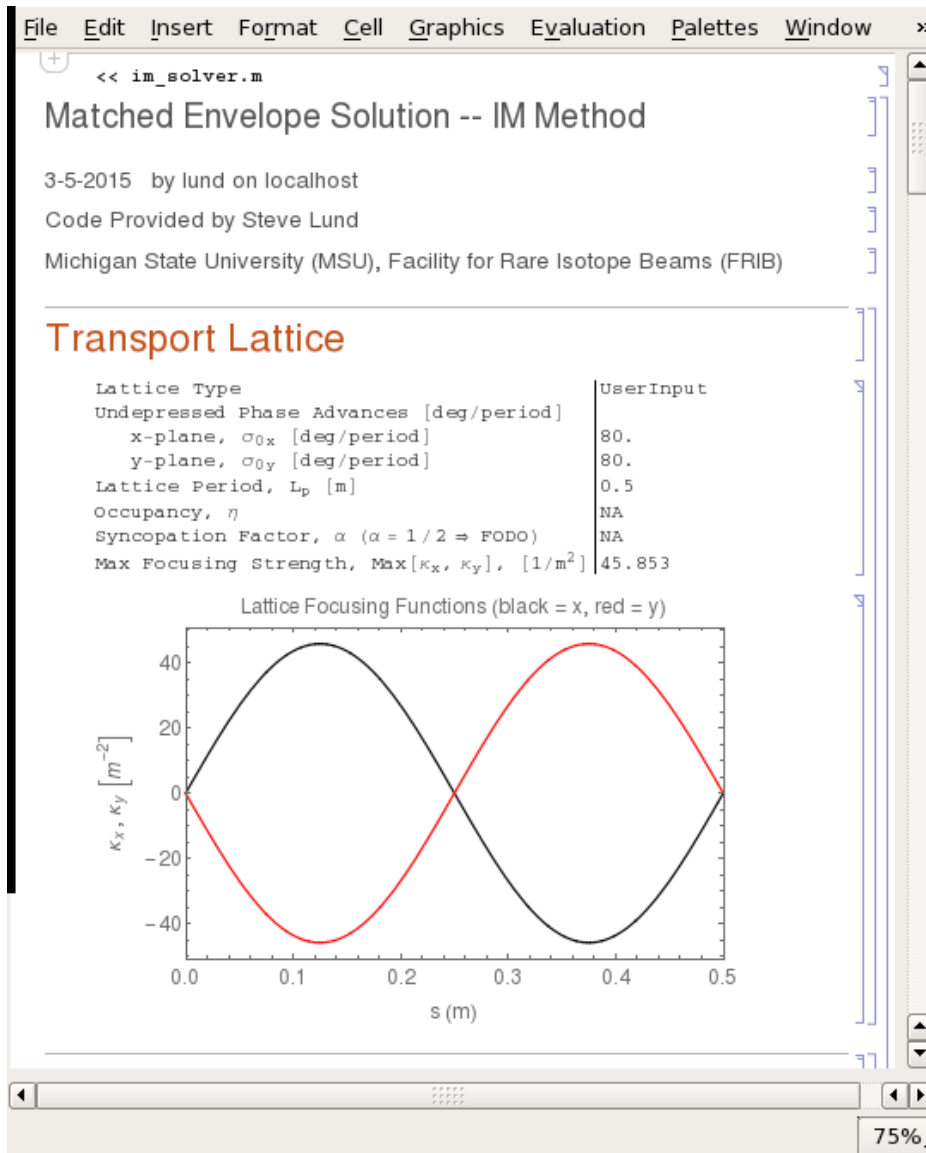 File Edit Insert Format Cell Graphics Evaluation Palettes Window »
<< im_solver.m
Matched Envelope Solution -- IM Method
3-5-2015 by lund on localhost
Code Provided by Steve Lund
Michigan State University (MSU), Facility for Rare Isotope Beams (FRIB)
Transport Lattice
Lattice Type UserInput
Undepressed Phase Advances [deg/period]
x-plane, σ₀ₓ [deg/period] 80.
y-plane, σ₀y [deg/period] 80.
Lattice Period, Lₚ [m] 0.5
Occupancy, η NA
Syncopation Factor, α (α = 1/2 ⇒ FODO) NA
Max Focusing Strength, Max[κₓ, κy], [1/m²] 45.853
Lattice Focusing Functions (black = x, red = y)
40
20
0
−20
−40
κₓ, κy [m⁻²]
0.0 0.1 0.2 0.3 0.4 0.5
s (m)
75%